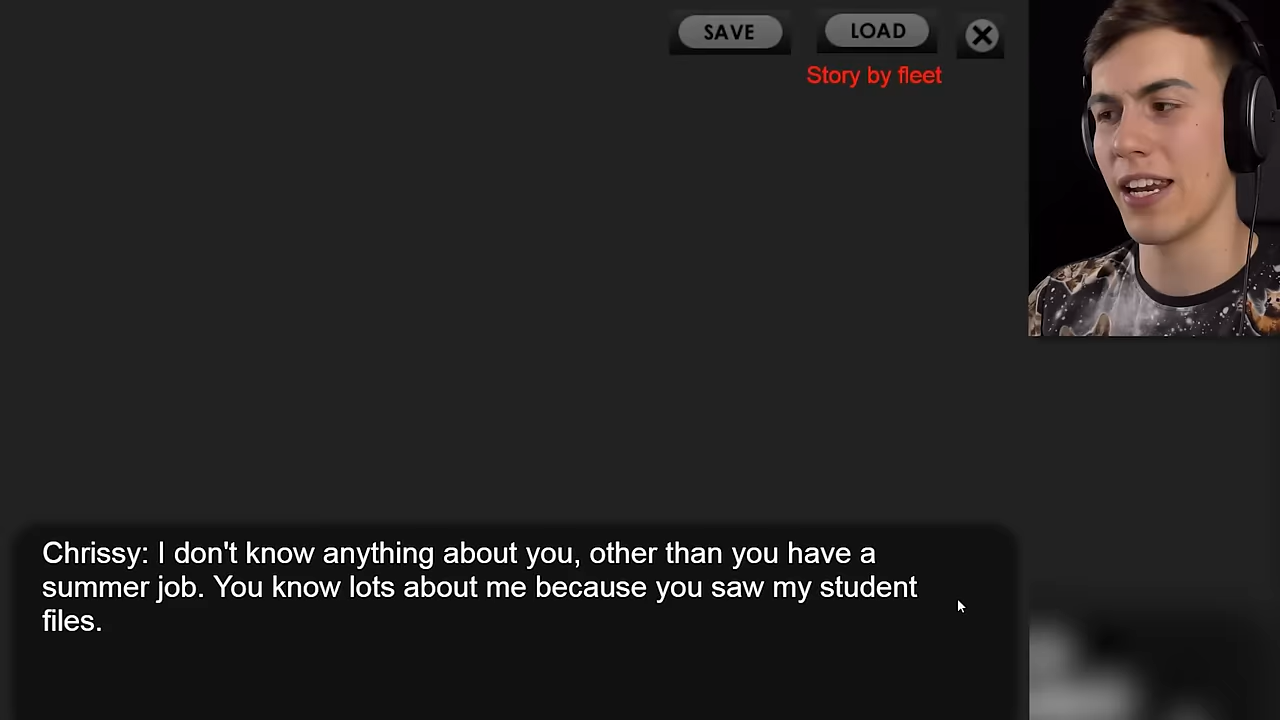 SAVE
LOAD
Story by fleet
Chrissy: I don't know anything about you, other than you have a
summer job. You know lots about me because you saw my student
files.